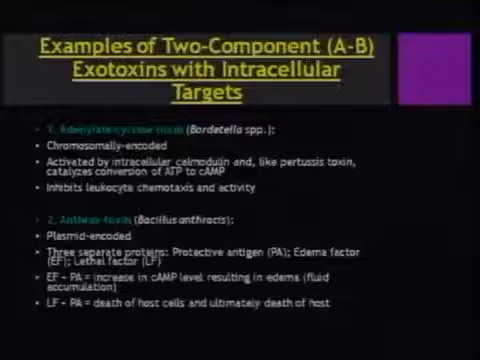 Examples of Two-Component (A-B)
Exotoxins with Intracellular
Targets
• 1. Adenylate cyclase toxin (Bordetella spp.):
• Chromosomally-encoded
• Activated by intracellular calmodulin and, like pertussis toxin,
catalyzes conversion of ATP to cAMP
• Inhibits leukocyte chemotaxis and activity
• 2. Anthrax toxin (Bacillus anthracis):
• Plasmid-encoded
• Three separate proteins: Protective antigen (PA); Edema factor
(EF); Lethal factor (LF)
• EF + PA = increase in cAMP level resulting in edema (fluid
accumulation)
• LF + PA = death of host cells and ultimately death of host